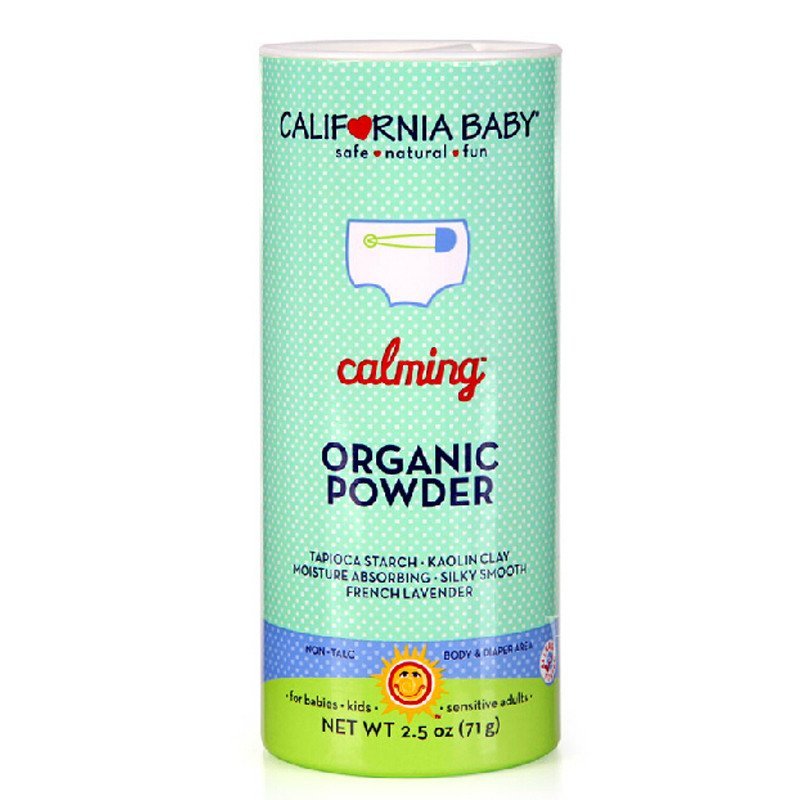 CALIFORNIA BABY®
safe • natural • fun
calming™
ORGANIC
POWDER
TAPIOCA STARCH • KAOLIN CLAY
MOISTURE ABSORBING • SILKY SMOOTH
FRENCH LAVENDER
NON-TALC BODY & DIAPER AREA
• for babies • kids • sensitive adults •
NET WT 2.5 oz (71 g)